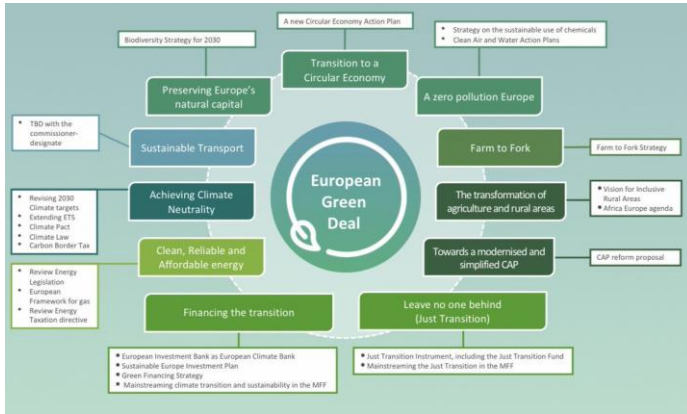 A new Circular Economy Action Plan
Biodiversity Strategy for 2030
Strategy on the sustainable use of chemicals
Clean Air and Water Action Plans
Transition to a
Circular Economy
Preserving Europe's
natural capital
A zero pollution Europe
TBD with the
commissioner-
designate
Sustainable Transport
Farm to Fork
Farm to Fork Strategy
European
Green
Deal
Revising 2030
Climate targets
Extending ETS
Climate Pact
Climate Law
Carbon Border Tax
Achieving Climate
Neutrality
The transformation of
agriculture and rural areas
Vision for Inclusive
Rural Areas
Africa Europe agenda
Review Energy
Legislation
European
Framework for gas
Review Energy
Taxation directive
Clean, Reliable and
Affordable energy
Towards a modernised and
simplified CAP
CAP reform proposal
Financing the transition
Leave no one behind
(Just Transition)
European Investment Bank as European Climate Bank
Sustainable Europe Investment Plan
Green Financing Strategy
Mainstreaming climate transition and sustainability in the MFF
Just Transition Instrument, including the Just Transition Fund
Mainstreaming the Just Transition in the MFF